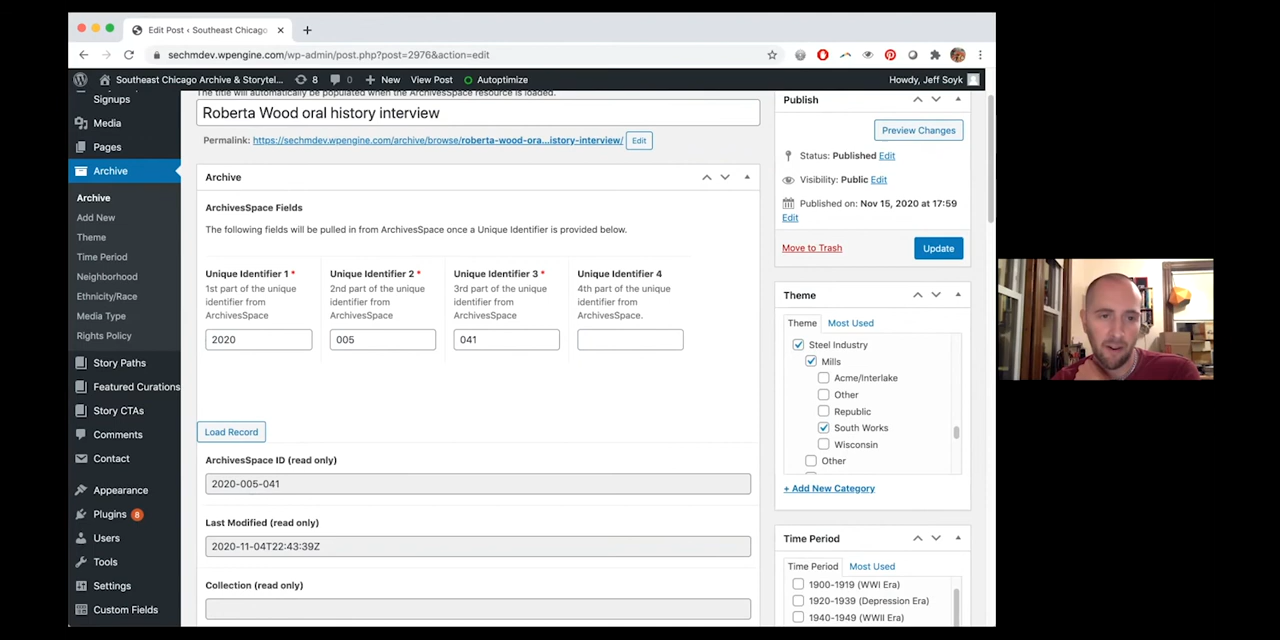 Edit Post ‹ Southeast Chicago
sechmdev.wpengine.com/wp-admin/post.php?post=2976&action=edit
Southeast Chicago Archive & Storytel... 8 0 New View Post Autoptimize Howdy, Jeff Soyk
Signups
Media
Pages
Archive
Archive
Add New
Theme
Time Period
Neighborhood
Ethnicity/Race
Media Type
Rights Policy
Story Paths
Featured Curations
Story CTAs
Comments
Contact
Appearance
Plugins 8
Users
Tools
Settings
Custom Fields
The title will automatically be populated when the ArchivesSpace resource is loaded.
Roberta Wood oral history interview
Permalink: https://sechmdev.wpengine.com/archive/browse/roberta-wood-ora...istory-interview/ Edit
Archive
ArchivesSpace Fields
The following fields will be pulled in from ArchivesSpace once a Unique Identifier is provided below.
Unique Identifier 1 *
1st part of the unique
identifier from
ArchivesSpace
2020
Unique Identifier 2 *
2nd part of the unique
identifier from
ArchivesSpace
005
Unique Identifier 3 *
3rd part of the unique
identifier from
ArchivesSpace
041
Unique Identifier 4
4th part of the unique
identifier from
ArchivesSpace.
Load Record
ArchivesSpace ID (read only)
2020-005-041
Last Modified (read only)
2020-11-04T22:43:39Z
Collection (read only)
Publish
Preview Changes
Status: Published Edit
Visibility: Public Edit
Published on: Nov 15, 2020 at 17:59
Edit
Move to Trash Update
Theme
Theme Most Used
Steel Industry
Mills
Acme/Interlake
Other
Republic
South Works
Wisconsin
Other
+ Add New Category
Time Period
Time Period Most Used
1900-1919 (WWI Era)
1920-1939 (Depression Era)
1940-1949 (WWII Era)